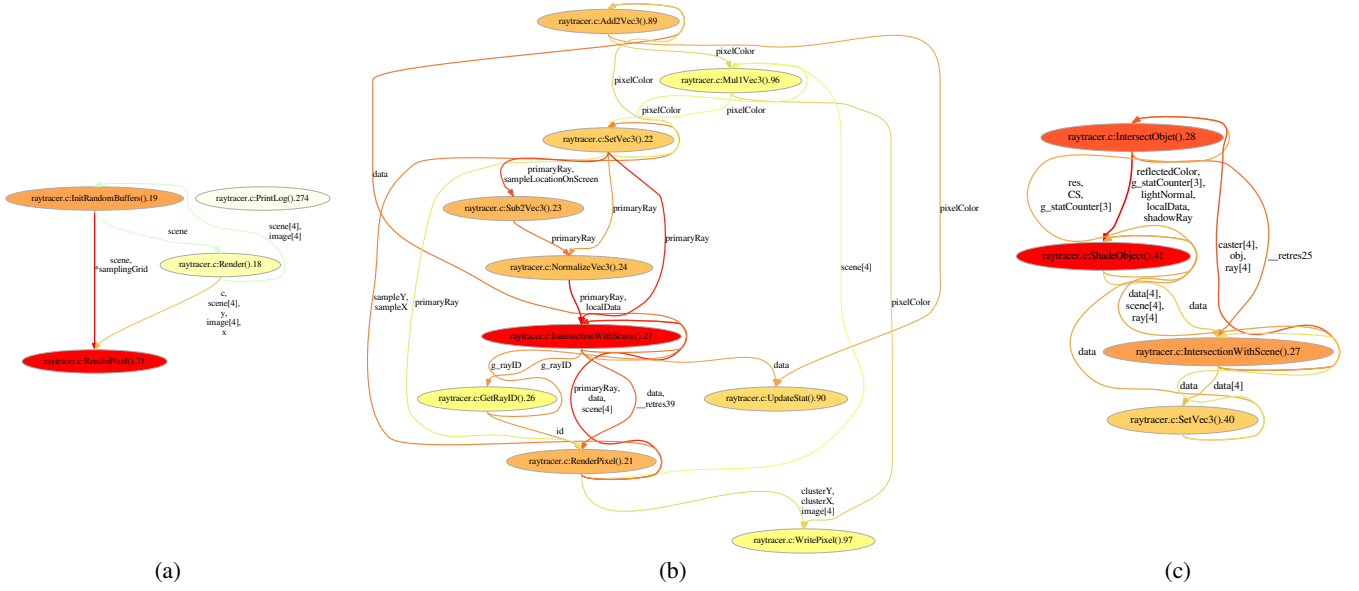 raytracer.c:InitRandomBuffers().19
raytracer.c:PrintLog().274
scene
scene[4],
image[4]
scene,
*samplingGrid
raytracer.c:Render().18
c,
scene[4],
y,
image[4],
x
raytracer.c:RenderPixel().21
(a)
raytracer.c:Add2Vec3().89
pixelColor
raytracer.c:Mul1Vec3().96
pixelColor
pixelColor
pixelColor
raytracer.c:SetVec3().22
data
primaryRay,
sampleLocationOnScreen
raytracer.c:Sub2Vec3().23
primaryRay
primaryRay
pixelColor
primaryRay
raytracer.c:NormalizeVec3().24
scene[4]
sampleY,
sampleX
primaryRay
primaryRay,
localData
pixelColor
raytracer.c:IntersectionWithScene().27
g_rayID
g_rayID
data
raytracer.c:GetRayID().26
primaryRay,
data,
scene[4]
data,
__retres39
raytracer.c:UpdateStat().90
id
raytracer.c:RenderPixel().21
clusterY,
clusterX,
image[4]
raytracer.c:WritePixel().97
(b)
raytracer.c:IntersectObjet().28
res,
CS,
g_statCounter[3]
reflectedColor,
g_statCounter[3],
lightNormal,
localData,
shadowRay
raytracer.c:ShadeObject().41
caster[4],
obj,
ray[4]
__retres25
data[4],
scene[4],
ray[4]
data
raytracer.c:IntersectionWithScene().27
data
data
data[4]
raytracer.c:SetVec3().40
(c)